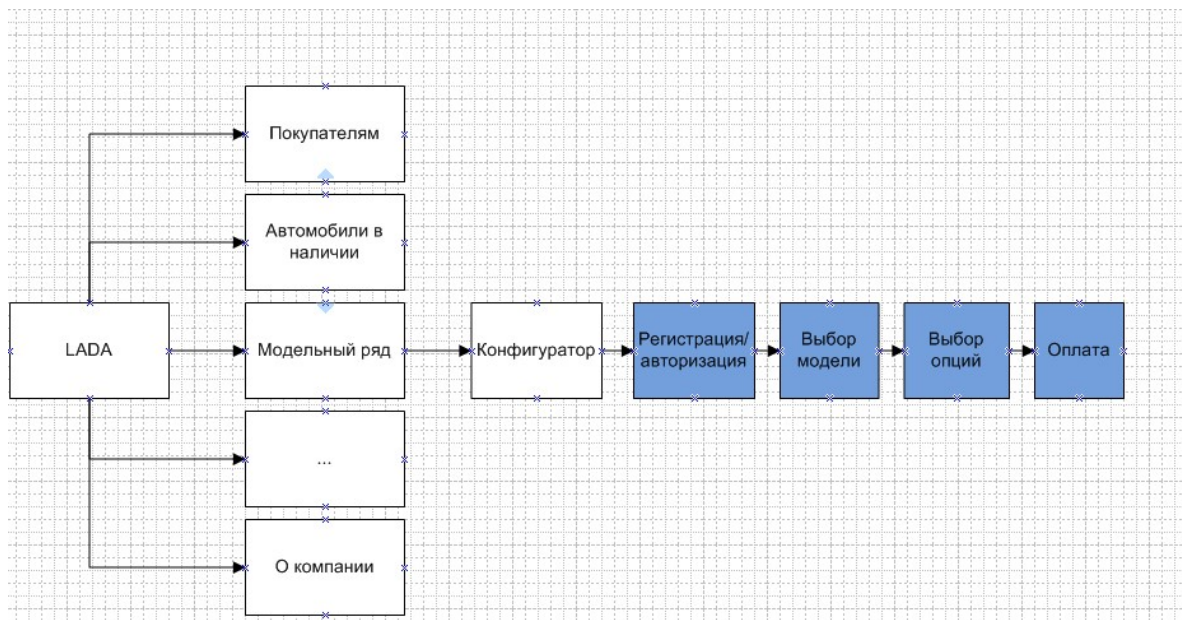 Покупателям
Автомобили в
наличии
LADA
Модельный ряд
Конфигуратор
Регистрация/
авторизация
Выбор
модели
Выбор
опций
Оплата
...
О компании